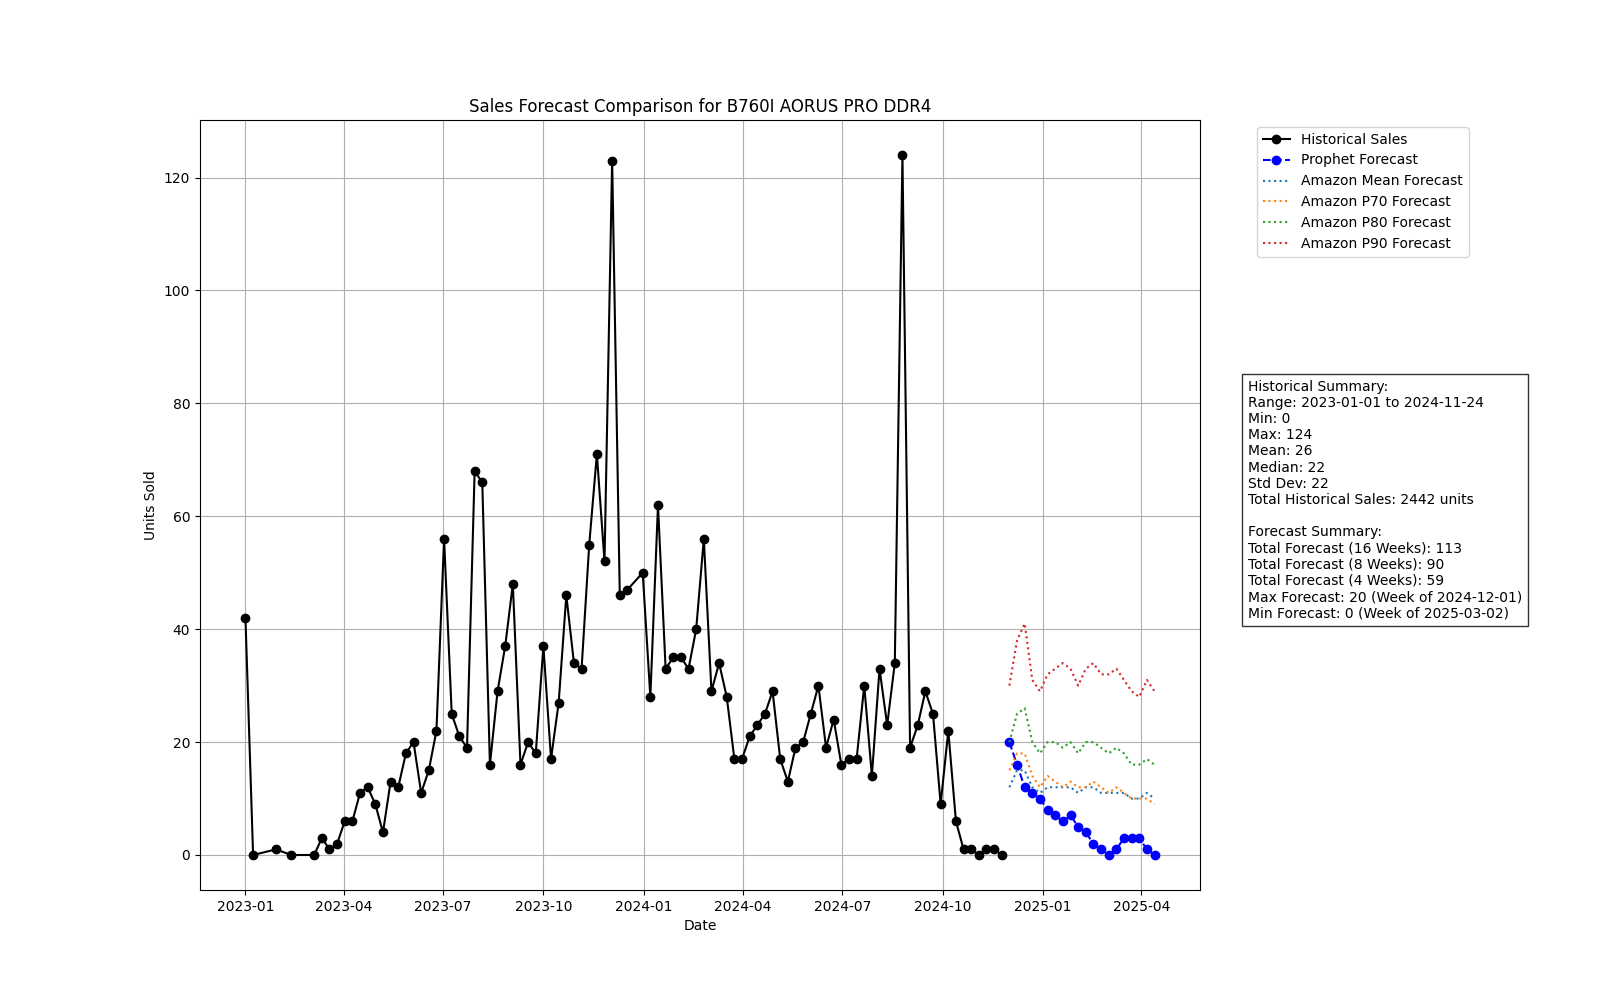 Sales Forecast Comparison for B760I AORUS PRO DDR4
Historical Sales
Prophet Forecast
Amazon Mean Forecast
Amazon P70 Forecast
Amazon P80 Forecast
Amazon P90 Forecast
120
100
80
60
40
20
0
Units Sold
Historical Summary:
Range: 2023-01-01 to 2024-11-24
Min: 0
Max: 124
Mean: 26
Median: 22
Std Dev: 22
Total Historical Sales: 2442 units
Forecast Summary:
Total Forecast (16 Weeks): 113
Total Forecast (8 Weeks): 90
Total Forecast (4 Weeks): 59
Max Forecast: 20 (Week of 2024-12-01)
Min Forecast: 0 (Week of 2025-03-02)
2023-01 2023-04 2023-07 2023-10 2024-01 2024-04 2024-07 2024-10 2025-01 2025-04
Date